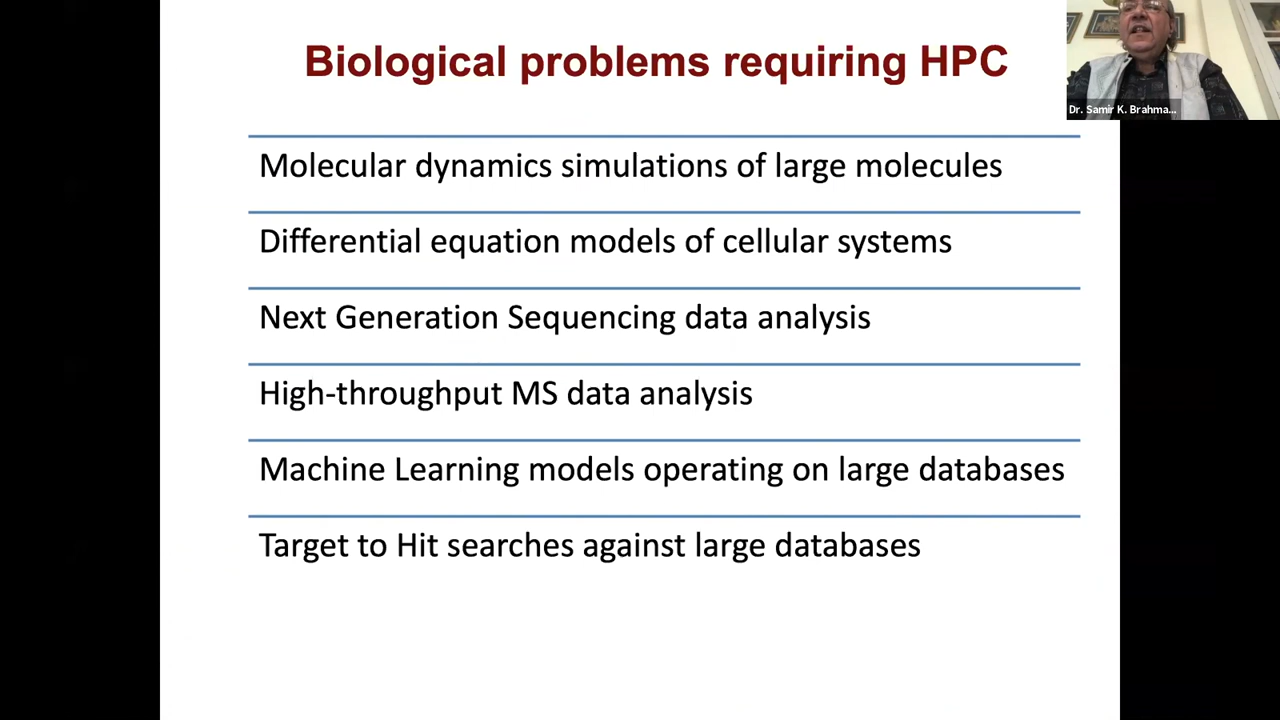 Biological problems requiring HPC
Dr. Samir K. Brahma...
Molecular dynamics simulations of large molecules
Differential equation models of cellular systems
Next Generation Sequencing data analysis
High-throughput MS data analysis
Machine Learning models operating on large databases
Target to Hit searches against large databases